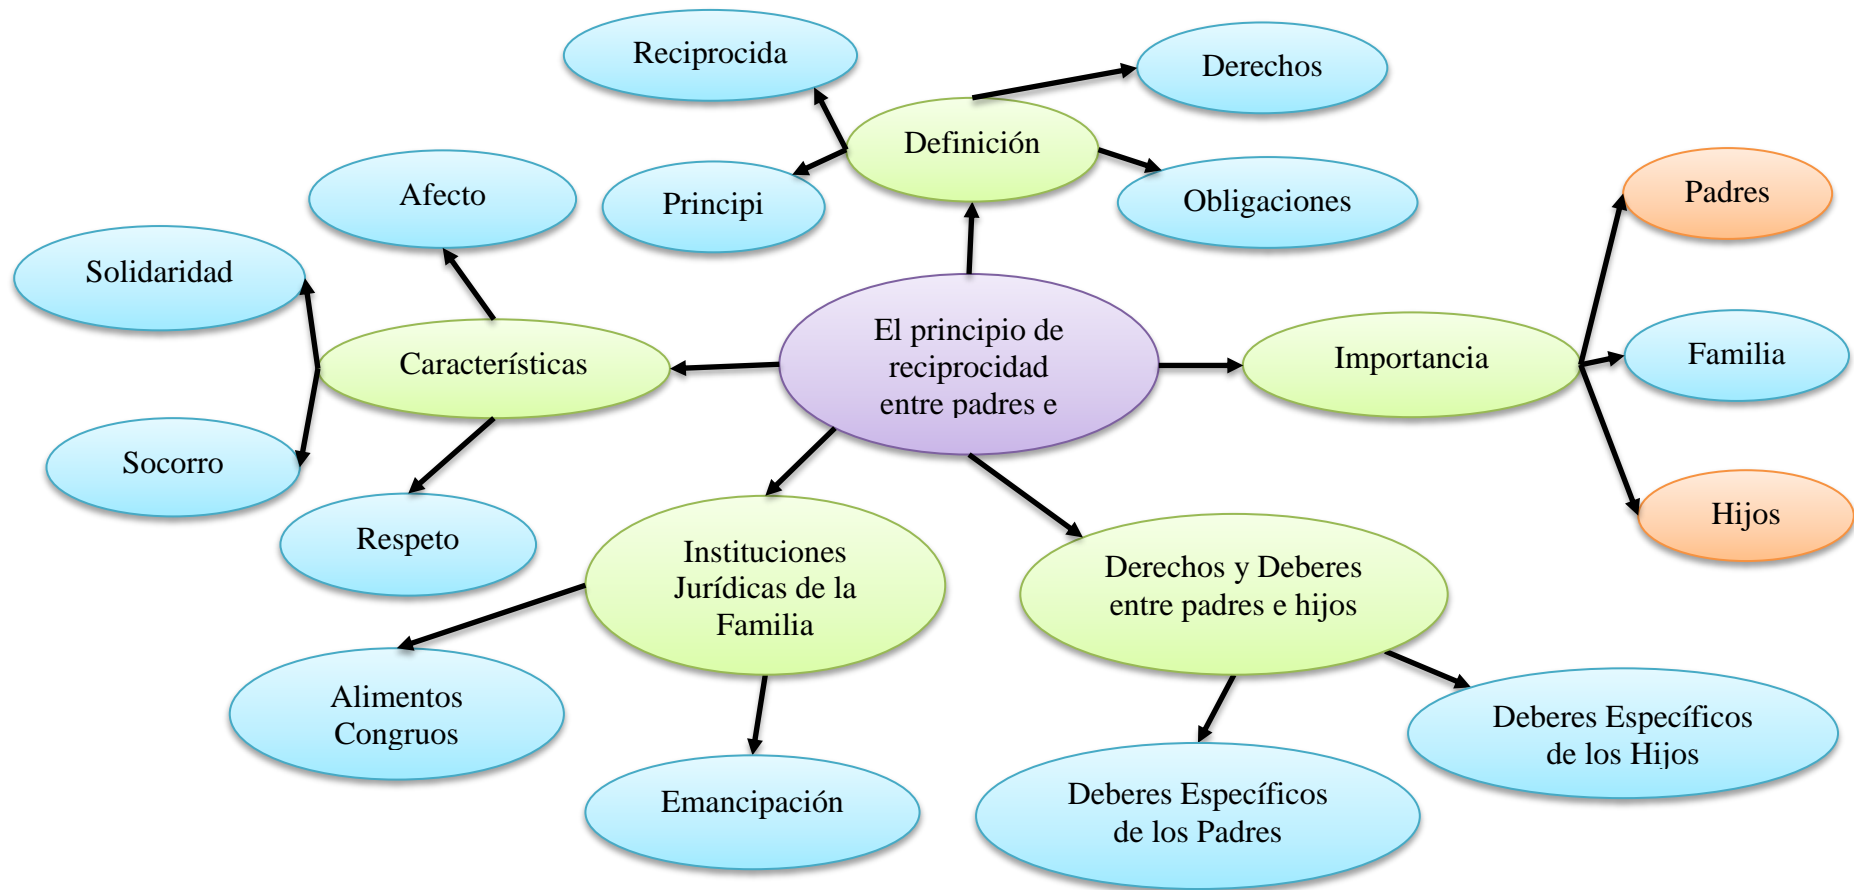 Reciprocida
Derechos
Definición
Principi
Obligaciones
Afecto
Solidaridad
Características
Socorro
Respeto
El principio de
reciprocidad
entre padres e
Importancia
Padres
Familia
Hijos
Instituciones
Jurídicas de la
Familia
Derechos y Deberes
entre padres e hijos
Alimentos
Congruos
Emancipación
Deberes Específicos
de los Padres
Deberes Específicos
de los Hijos